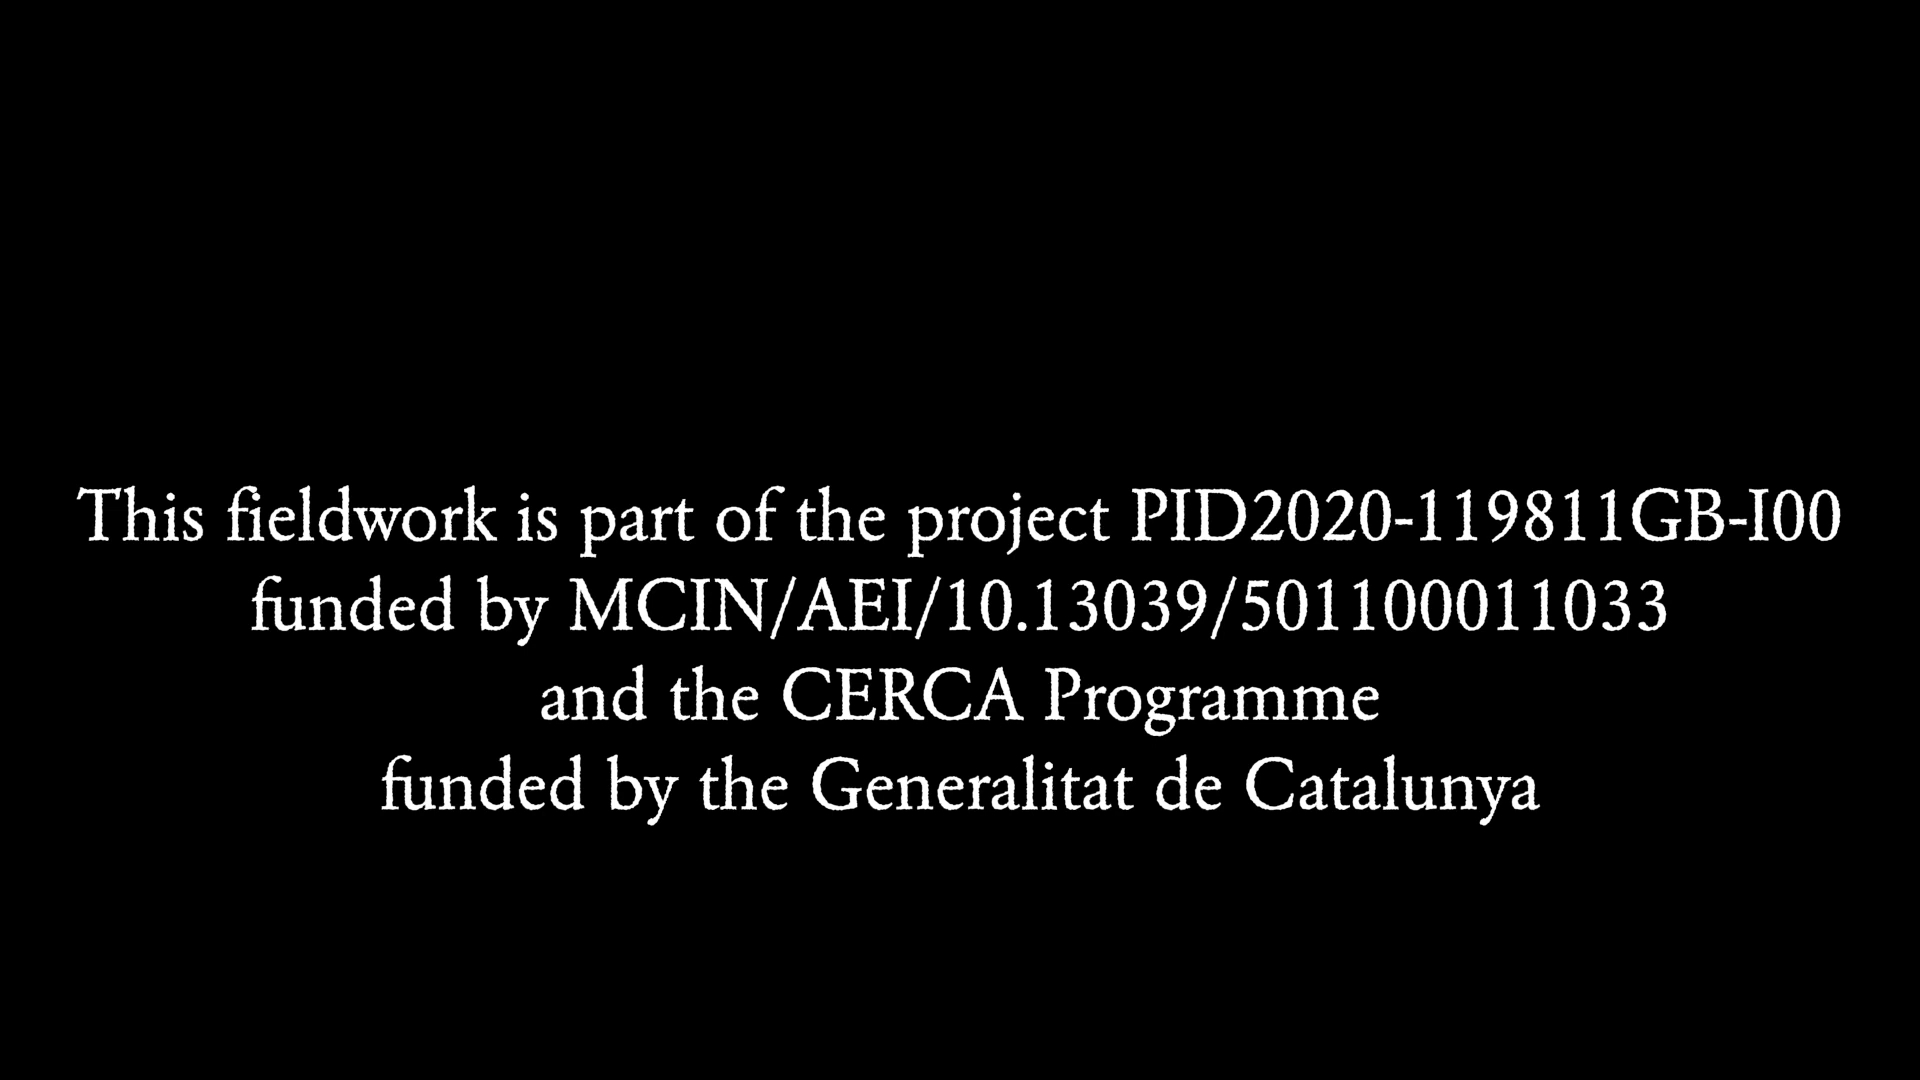 This fieldwork is part of the project PID2020-119811GB-I00
funded by MCIN/AEI/10.13039/501100011033
and the CERCA Programme
funded by the Generalitat de Catalunya